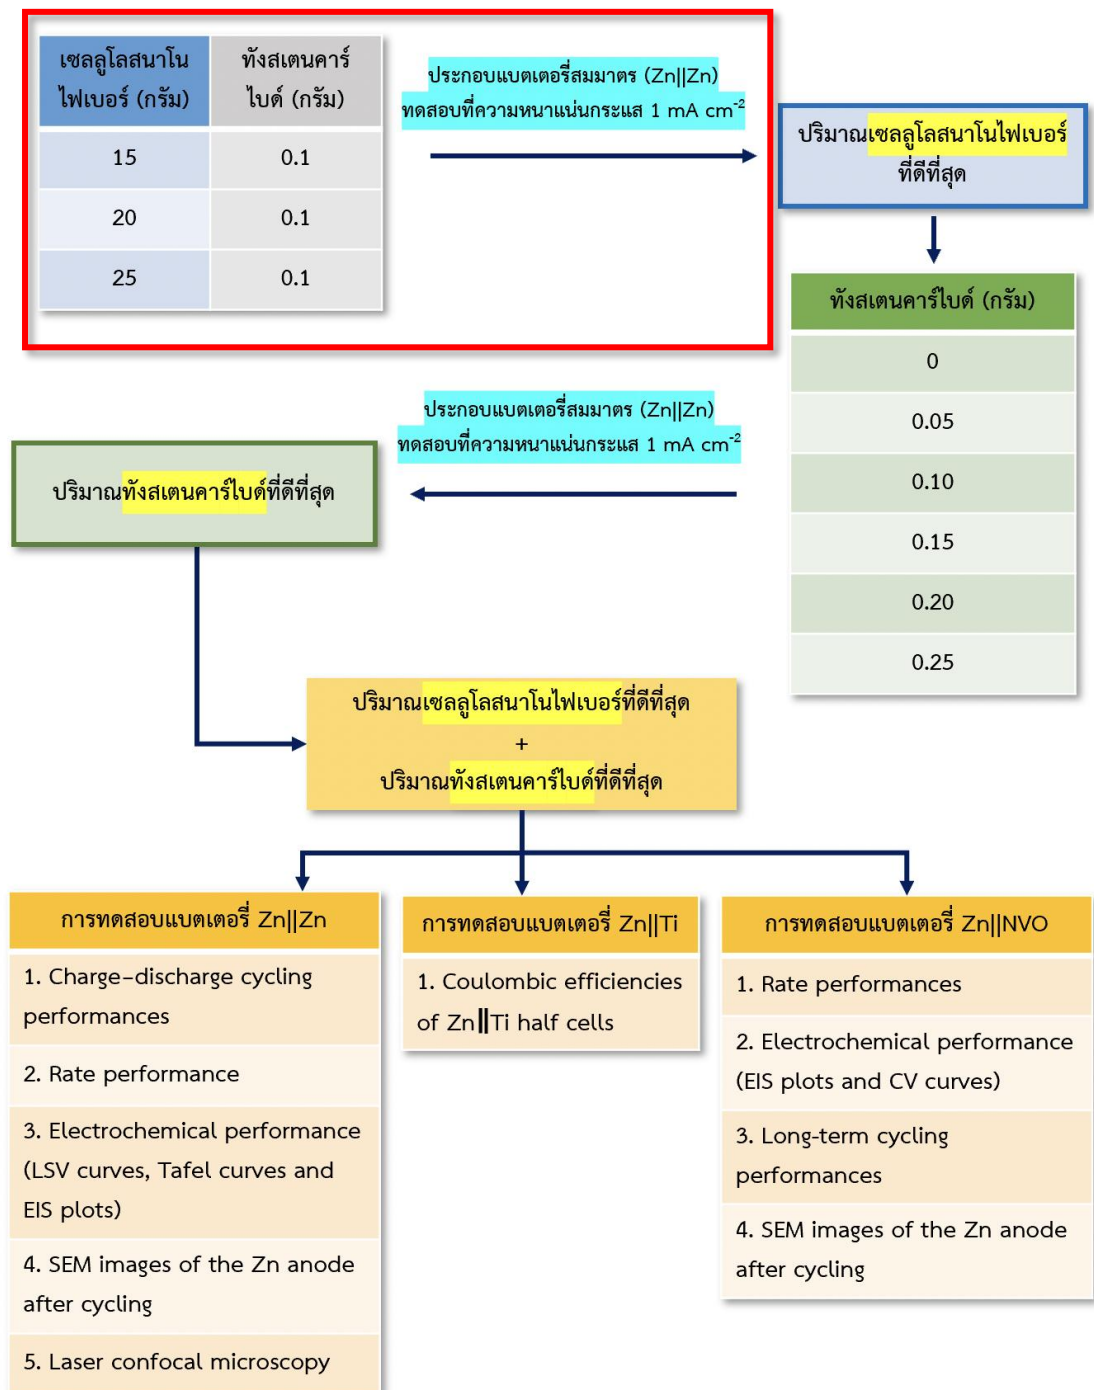 เซลลูโลสนาโน
ไฟเบอร์ (กรัม)
ทังสเตนคาร์
ไบด์ (กรัม)
15
0.1
20
0.1
25
0.1
ประกอบแบตเตอรี่สมมาตร (Zn||Zn)
ทดสอบที่ความหนาแน่นกระแส 1 mA cm⁻²
ปริมาณเซลลูโลสนาโนไฟเบอร์
ที่ดีที่สุด
ทังสเตนคาร์ไบด์ (กรัม)
0
0.05
0.10
0.15
0.20
0.25
ประกอบแบตเตอรี่สมมาตร (Zn||Zn)
ทดสอบที่ความหนาแน่นกระแส 1 mA cm⁻²
ปริมาณทังสเตนคาร์ไบด์ที่ดีที่สุด
ปริมาณเซลลูโลสนาโนไฟเบอร์ที่ดีที่สุด
+
ปริมาณทังสเตนคาร์ไบด์ที่ดีที่สุด
การทดสอบแบตเตอรี่ Zn||Zn
1. Charge–discharge cycling
performances
2. Rate performance
3. Electrochemical performance
(LSV curves, Tafel curves and
EIS plots)
4. SEM images of the Zn anode
after cycling
5. Laser confocal microscopy
การทดสอบแบตเตอรี่ Zn||Ti
1. Coulombic efficiencies
of Zn||Ti half cells
การทดสอบแบตเตอรี่ Zn||NVO
1. Rate performances
2. Electrochemical performance
(EIS plots and CV curves)
3. Long-term cycling
performances
4. SEM images of the Zn anode
after cycling